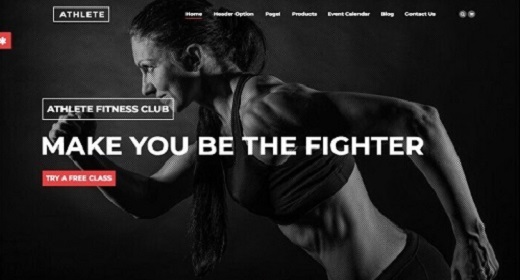 ATHLETE
Home Header-Option Page! Products Event Calendar Blog Contact Us
ATHLETE FITNESS CLUB
MAKE YOU BE THE FIGHTER
TRY A FREE CLASS